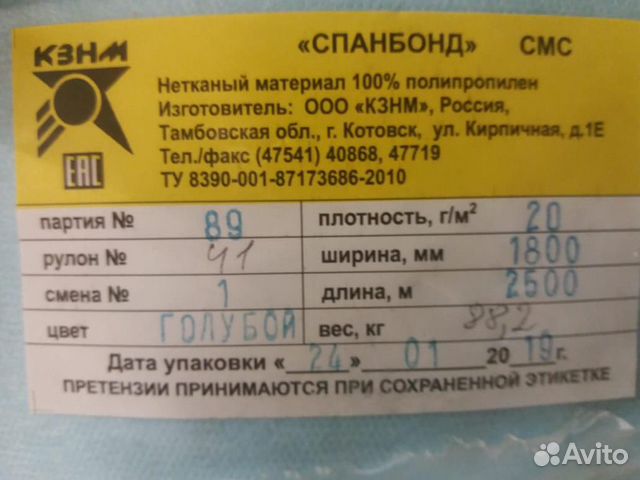 КЗНМ
«СПАНБОНД» СМС
Нетканый материал 100% полипропилен
Изготовитель: ООО «КЗНМ», Россия,
Тамбовская обл., г. Котовск, ул. Кирпичная, д.1Е
Тел./факс (47541) 40868, 47719
ТУ 8390-001-87173686-2010
EAC
партия № 89 плотность, г/м² 20
рулон № 41 ширина, мм 1800
смена № 1 длина, м 2500
цвет ГОЛУБОЙ вес, кг 88,2
Дата упаковки «24» 01 2019г.
ПРЕТЕНЗИИ ПРИНИМАЮТСЯ ПРИ СОХРАНЕННОЙ ЭТИКЕТКЕ
Avito